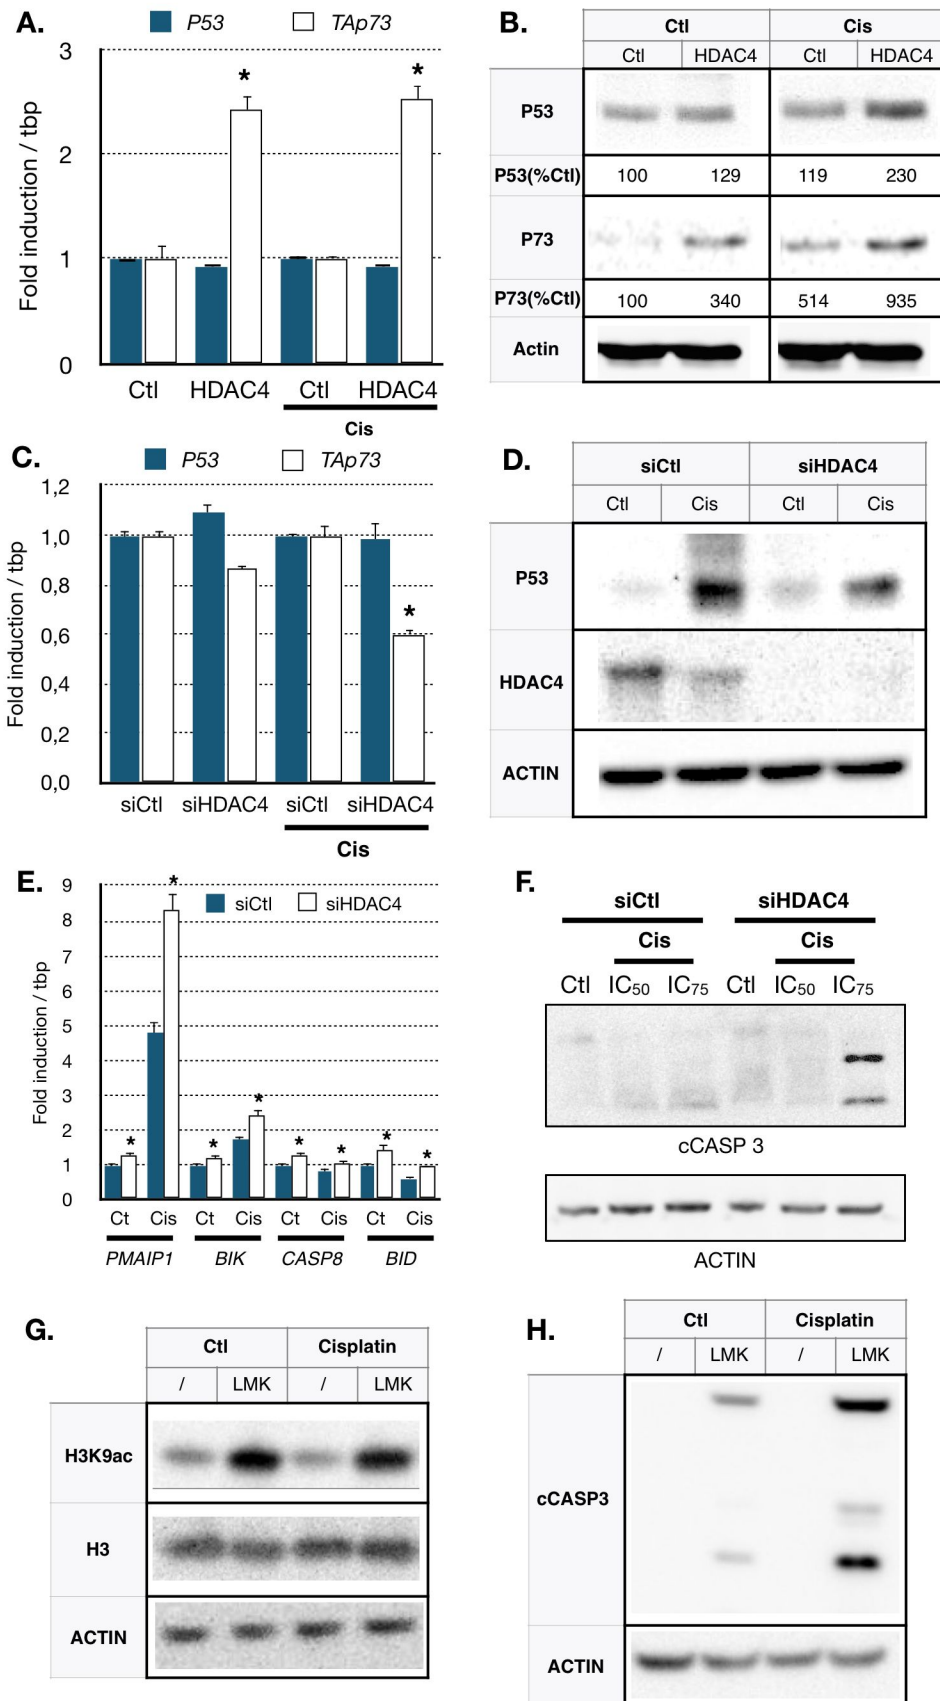 A.
P53 TAp73
Fold induction / tbp
3
2
1
0
Ctl HDAC4 Ctl HDAC4
Cis
B.
Ctl Cis
Ctl HDAC4 Ctl HDAC4
P53
P53(%Ctl) 100 129 119 230
P73
P73(%Ctl) 100 340 514 935
Actin
* *
C.
P53 TAp73
Fold induction / tbp
1,2
1,0
0,8
0,6
0,4
0,2
0,0
*
siCtl siHDAC4 siCtl siHDAC4
Cis
D.
siCtl siHDAC4
Ctl Cis Ctl Cis
P53
HDAC4
ACTIN
E.
siCtl siHDAC4
Fold induction / tbp
9
8
7
6
5
4
3
2
1
0
* * * * * * * *
Ct Cis Ct Cis Ct Cis Ct Cis
PMAIP1 BIK CASP8 BID
F.
siCtl siHDAC4
Cis Cis
Ctl IC50 IC75 Ctl IC50 IC75
cCASP 3
ACTIN
G.
Ctl Cisplatin
/ LMK / LMK
H3K9ac
H3
ACTIN
H.
Ctl Cisplatin
/ LMK / LMK
cCASP3
ACTIN